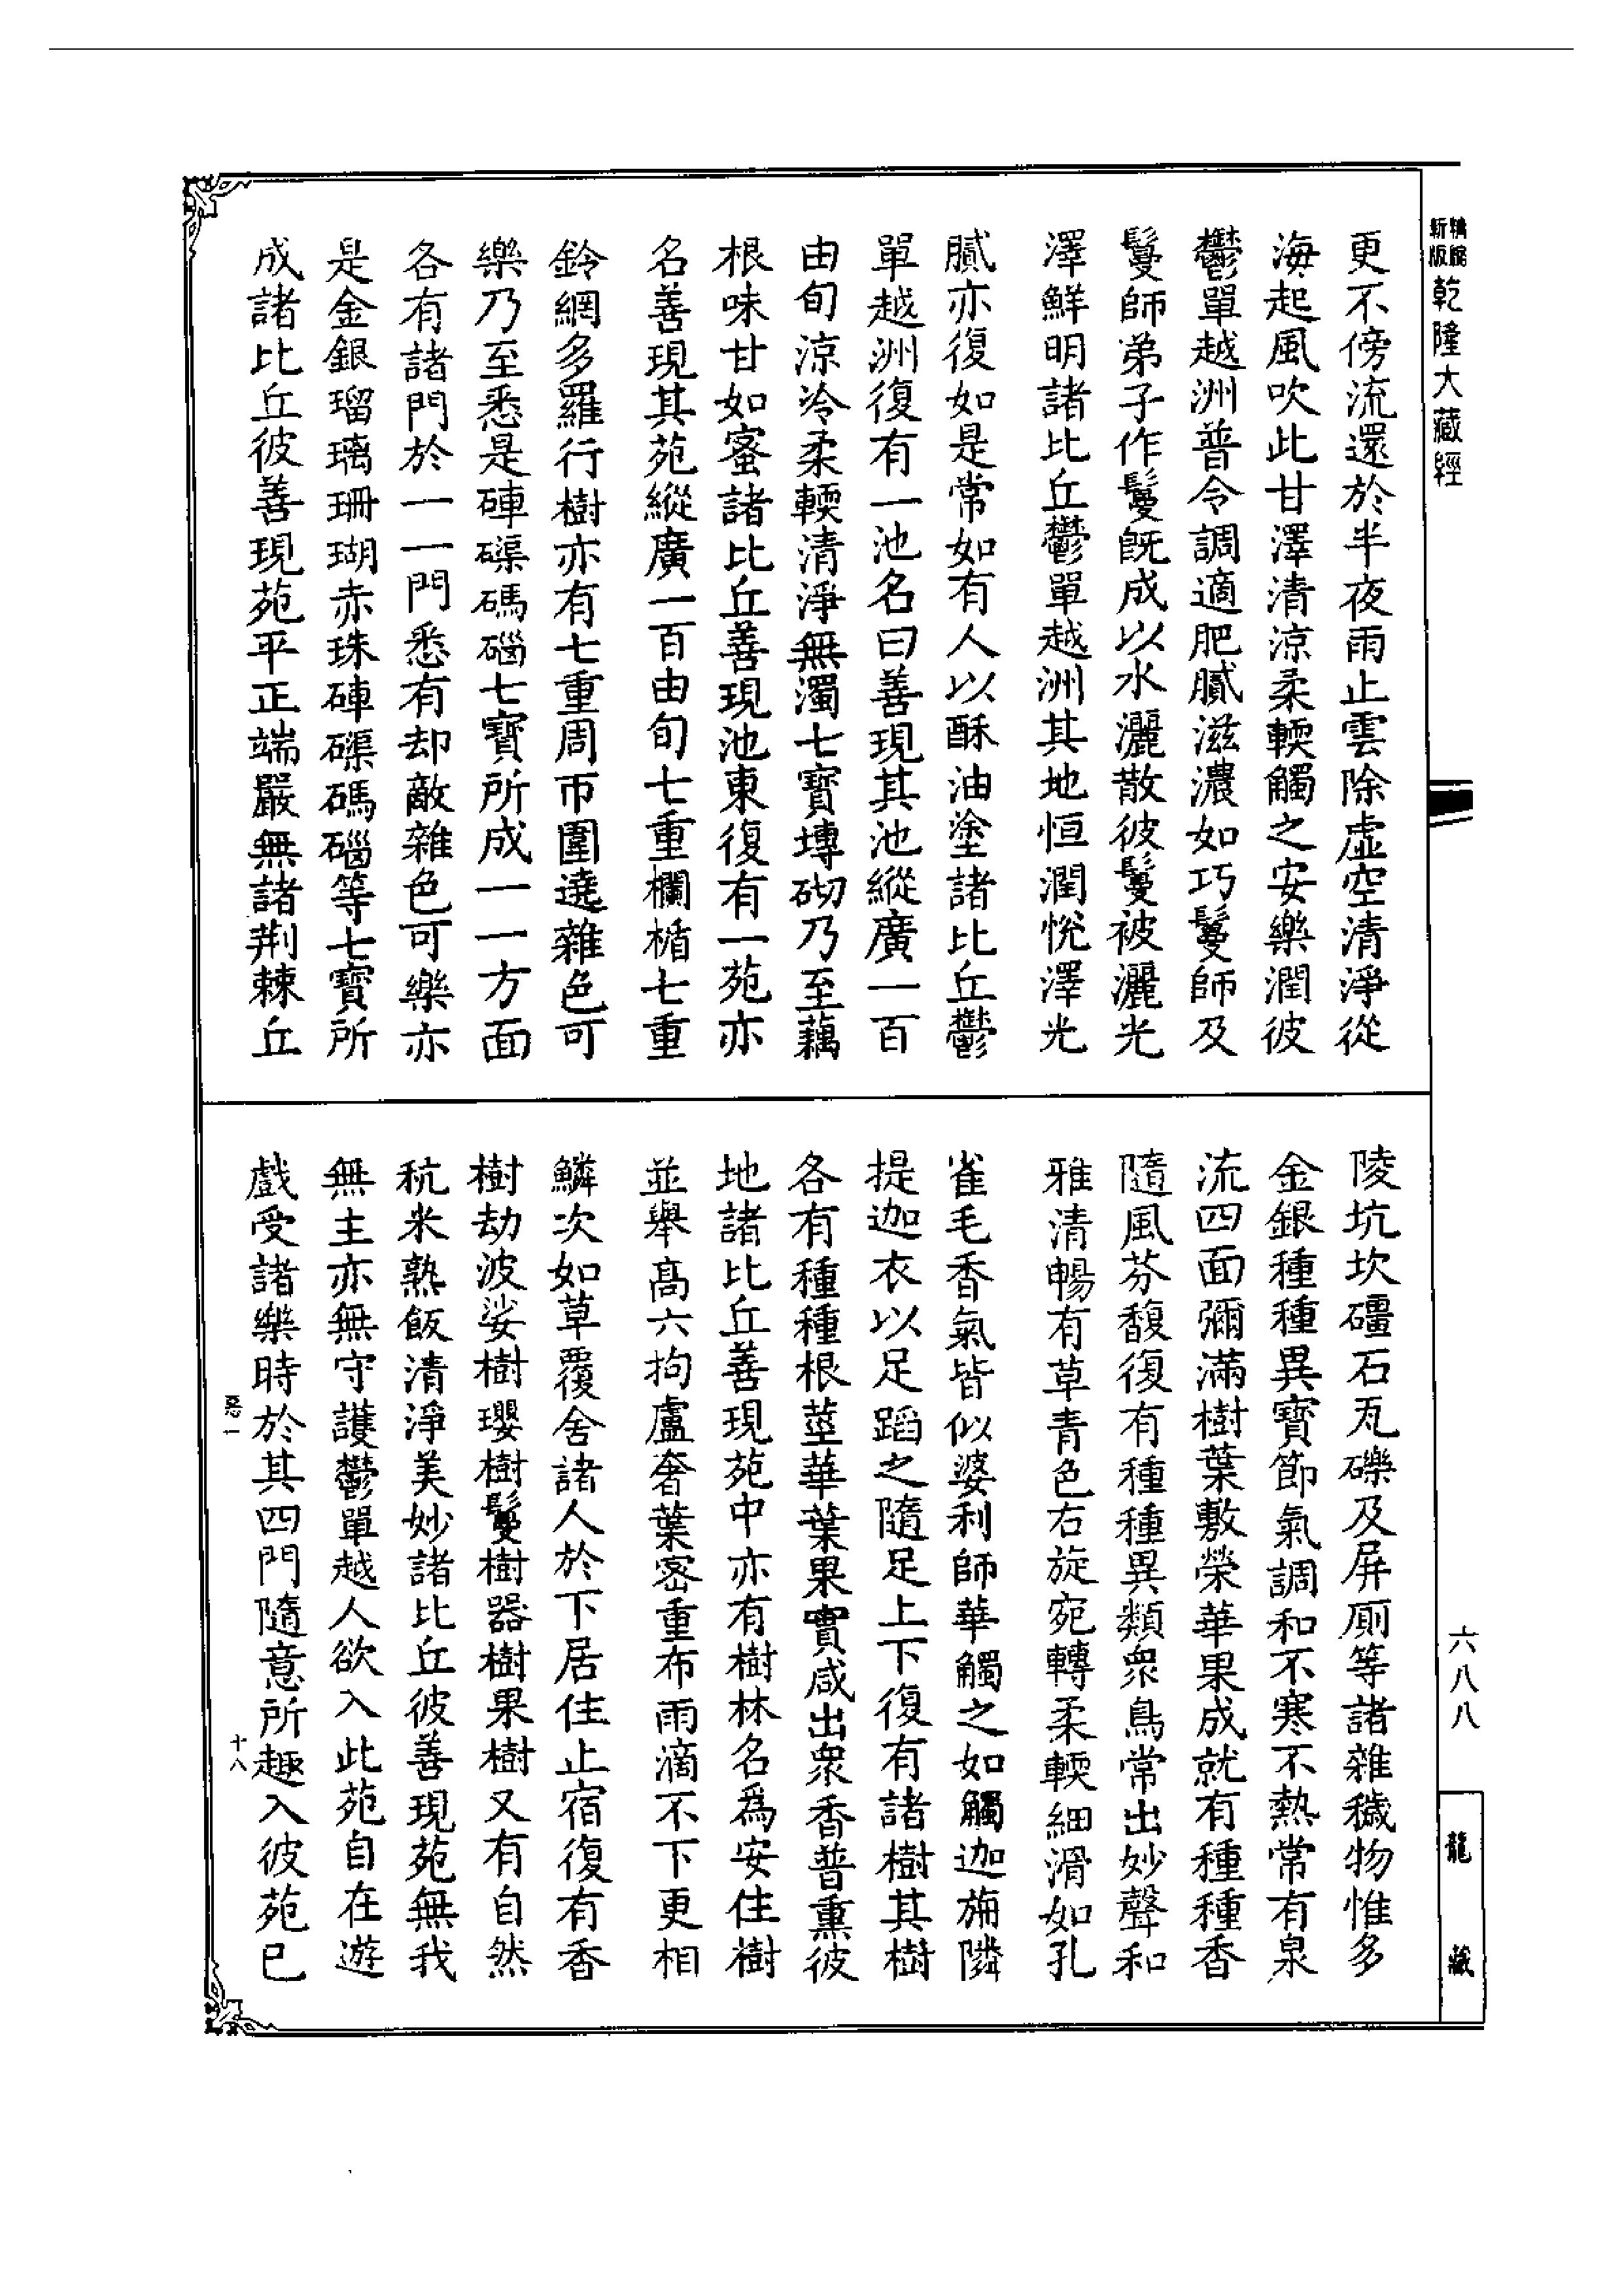 新版
乾隆大藏經
更不傍流還於半夜雨止雲除虛空清淨從
海起風吹此甘澤清涼柔輭觸之安樂潤彼
鬱單越洲普令調適肥膩滋濃如巧鬘師及
鬘師弟子作鬘既成以水灑散彼鬘被灑光
澤鮮明諸比丘鬱單越洲其地恒潤悅澤光
膩亦復如是常如有人以酥油塗諸比丘鬱
單越洲復有一池名曰善現其池縱廣一百
由旬涼冷柔輭清淨無濁七寶塼砌乃至藕
根味甘如蜜諸比丘善現池東復有一苑亦
名善現其苑縱廣一百由旬七重欄楯七重
鈴網多羅行樹亦有七重周帀圍遶雜色可
樂乃至悉是硨磲碼碯七寶所成一一方面
各有諸門於一一門悉有却敵雜色可樂亦
是金銀瑠璃珊瑚赤珠硨磲碼碯等七寶所
成諸比丘彼善現苑平正端嚴無諸荆棘丘
陵坑坎礓石瓦礫及屏厠等諸雜穢物惟多
金銀種種異寶節氣調和不寒不熱常有泉
流四面彌滿樹葉敷榮華果成就有種種香
隨風芬馥復有種種異類衆鳥常出妙聲和
雅清暢有草青色右旋宛轉柔輭細滑如孔
雀毛香氣皆似婆利師華觸之如觸迦旃隣
提迦衣以足蹈之隨足上下復有諸樹其樹
各有種種根莖華葉果實咸出衆香普熏彼
地諸比丘善現苑中亦有樹林名爲安住樹
並舉高六拘盧奢葉密重布雨滴不下更相
鱗次如草覆舍諸人於下居住止宿復有香
樹劫波娑樹瓔樹鬘樹器樹果樹又有自然
秔米熟飯清淨美妙諸比丘彼善現苑無我
無主亦無守護鬱單越人欲入此苑自在遊
戲受諸樂時於其四門隨意所趣入彼苑已
惡一
十八
六八八
龍藏